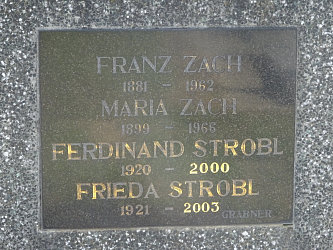 FRANZ ZACH
1881 - 1962
MARIA ZACH
1899 - 1966
FERDINAND STROBL
1920 - 2000
FRIEDA STROBL
1921 - 2003
GRABNER